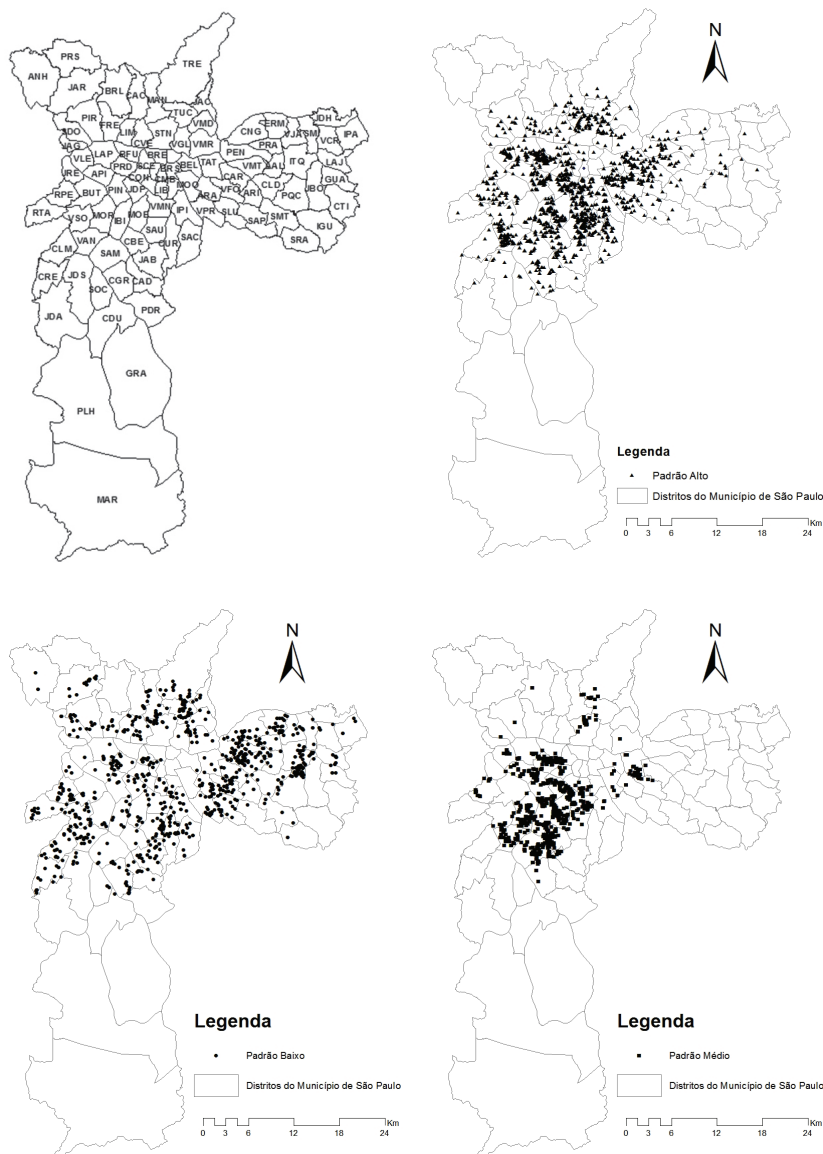 TRE
PRS
ANH
JAR
BRL
CAC
MAN
JAC
TUC
PIR
FRE
LIM
STN
VMD
CNG
ERM
VJA
SMI
JDH
VCR
IPA
JAG
CVE
VGL
VMR
PRA
VLE
LAP
BFU
BRE
BEL
TAT
PEN
VMT
ITQ
LAJ
JRE
API
PRD
SCE
BRS
CAR
GUA
CON
CMB
MOO
VFO
CLD
RPE
BUT
PIN
JDP
LIB
ARA
ARI
PQC
JBO
CTI
RTA
VSO
MOR
IBI
MOE
VMN
IPI
VPR
SLU
SAP
SMT
IGU
VAN
SAU
SAC
SRA
CLM
CBE
CUR
SAM
JAB
CRE
JDS
SOC
CGR
CAD
JDA
CDU
PDR
GRA
PLH
MAR
N
Legenda
Padrão Alto
Distritos do Município de São Paulo
Km
0 3 6 12 18 24
N
Legenda
Padrão Baixo
Distritos do Município de São Paulo
Km
0 3 6 12 18 24
N
Legenda
Padrão Médio
Distritos do Município de São Paulo
Km
0 3 6 12 18 24